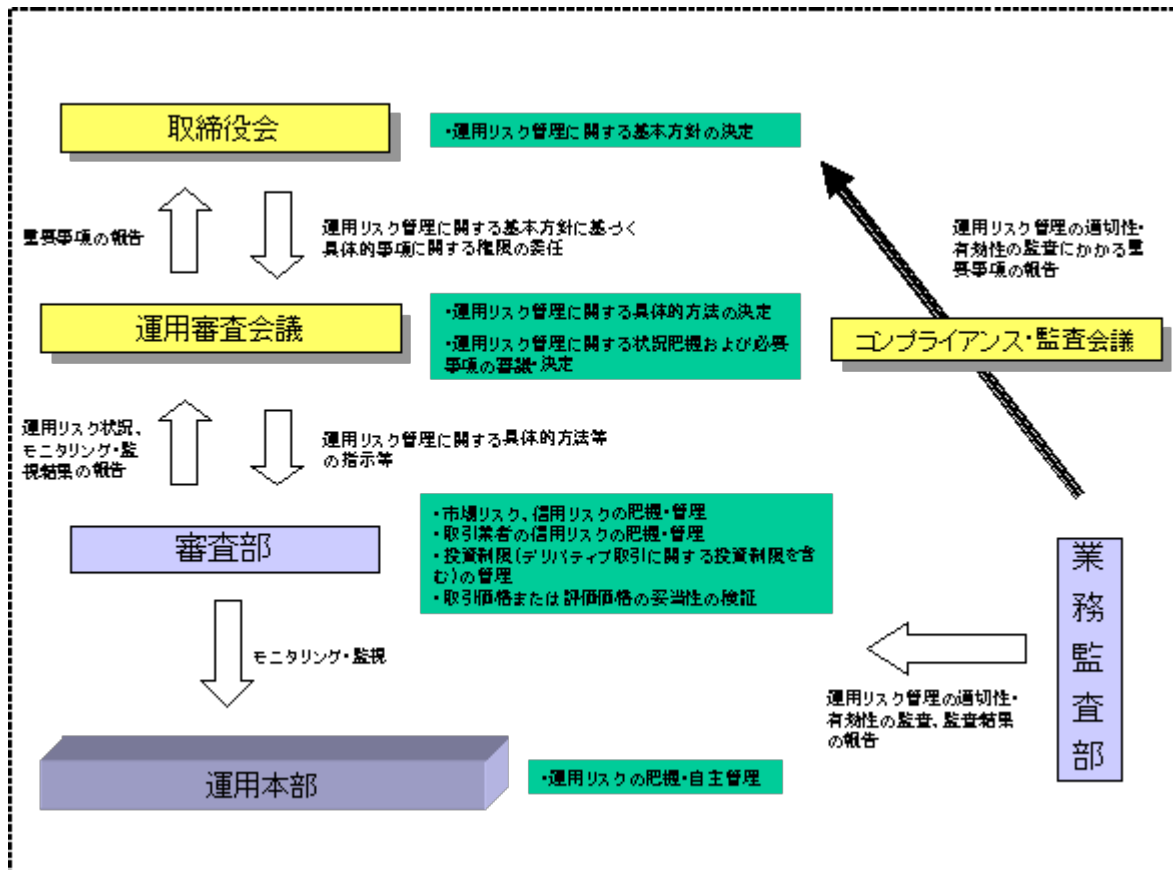 取締役会
・運用リスク管理に関する基本方針の決定
重要事項の報告
運用リスク管理に関する基本方針に基づく
具体的事項に関する権限の委任
運用リスク管理の適切性・
有効性の監査にかかる重
要事項の報告
運用審査会議
・運用リスク管理に関する具体的方法の決定
・運用リスク管理に関する状況把握および必要
事項の審議・決定
コンプライアンス・監査会議
運用リスク状況、
モニタリング・監
視結果の報告
運用リスク管理に関する具体的方法等
の指示等
審査部
・市場リスク、信用リスクの把握・管理
・取引業者の信用リスクの把握・管理
・投資制限(デリバティブ取引に関する投資制限を含
む)の管理
・取引価格または評価価格の妥当性の検証
業務監査部
モニタリング・監視
運用リスク管理の適切性・
有効性の監査、監査結果
の報告
運用本部
・運用リスクの把握・自主管理